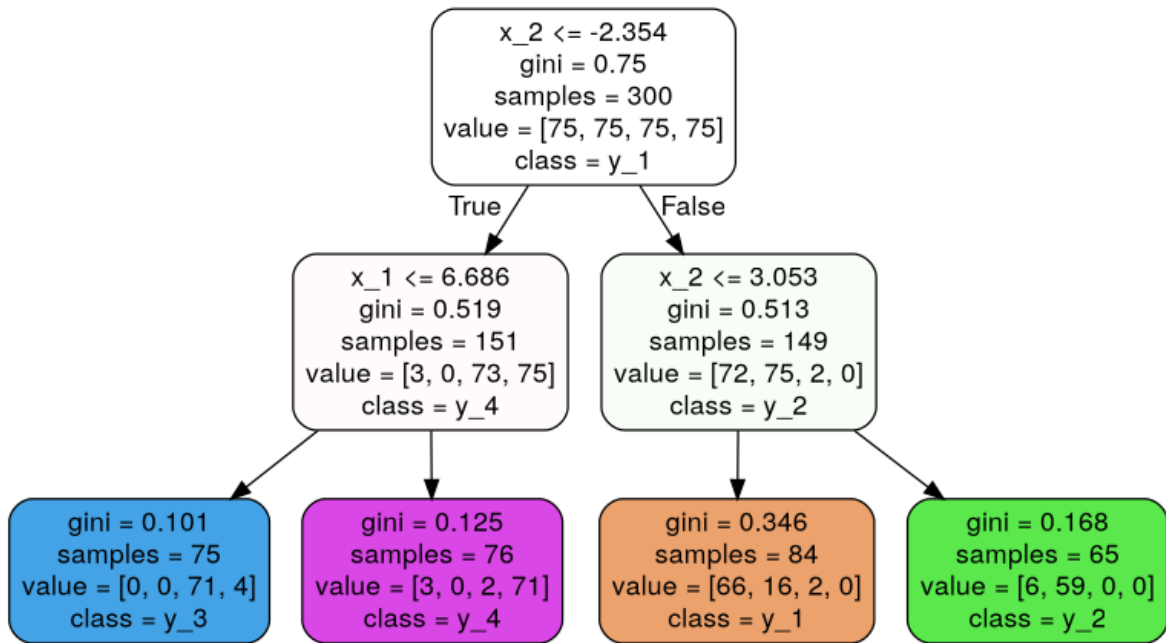 x_2 <= -2.354
gini = 0.75
samples = 300
value = [75, 75, 75, 75]
class = y_1
True
False
x_1 <= 6.686
gini = 0.519
samples = 151
value = [3, 0, 73, 75]
class = y_4
x_2 <= 3.053
gini = 0.513
samples = 149
value = [72, 75, 2, 0]
class = y_2
gini = 0.101
samples = 75
value = [0, 0, 71, 4]
class = y_3
gini = 0.125
samples = 76
value = [3, 0, 2, 71]
class = y_4
gini = 0.346
samples = 84
value = [66, 16, 2, 0]
class = y_1
gini = 0.168
samples = 65
value = [6, 59, 0, 0]
class = y_2